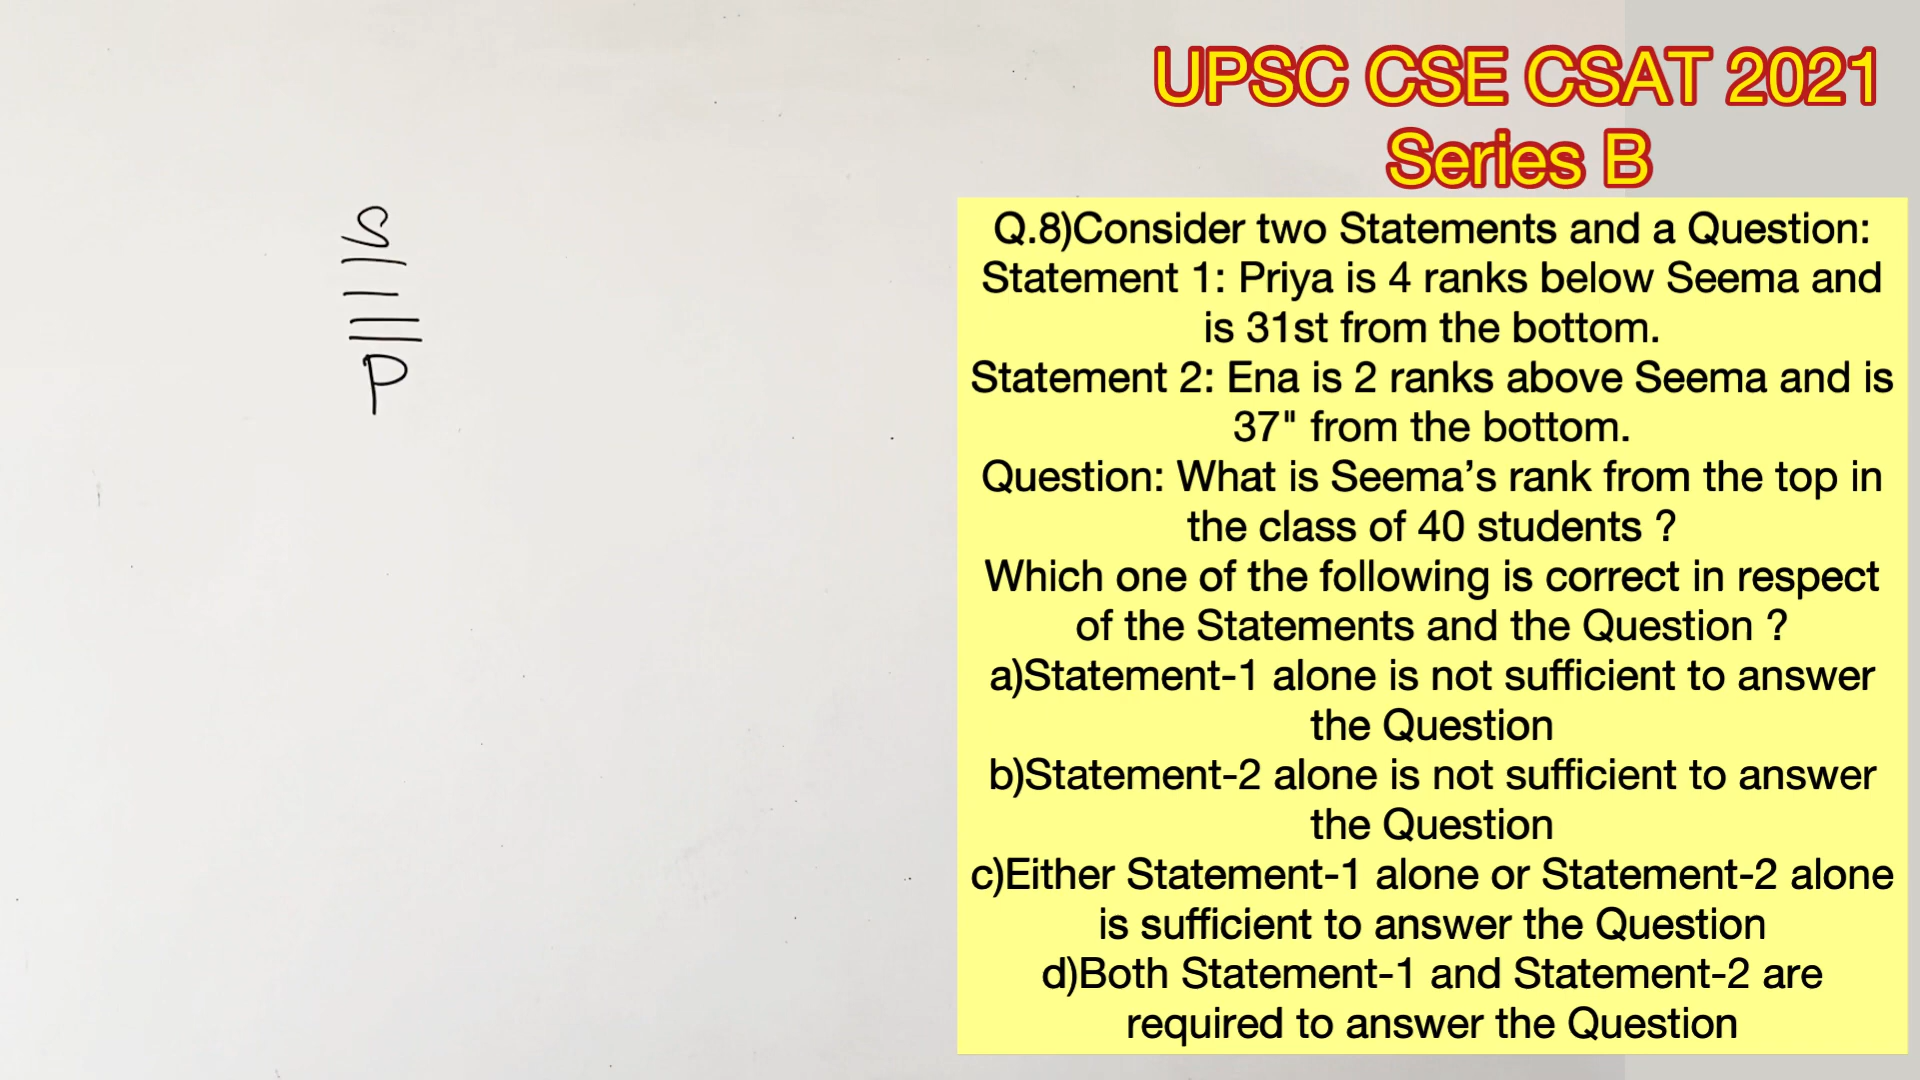 UPSC CSE CSAT 2021
Series B
S
P
Q.8)Consider two Statements and a Question:
Statement 1: Priya is 4 ranks below Seema and
is 31st from the bottom.
Statement 2: Ena is 2 ranks above Seema and is
37" from the bottom.
Question: What is Seema’s rank from the top in
the class of 40 students ?
Which one of the following is correct in respect
of the Statements and the Question ?
a)Statement-1 alone is not sufficient to answer
the Question
b)Statement-2 alone is not sufficient to answer
the Question
c)Either Statement-1 alone or Statement-2 alone
is sufficient to answer the Question
d)Both Statement-1 and Statement-2 are
required to answer the Question